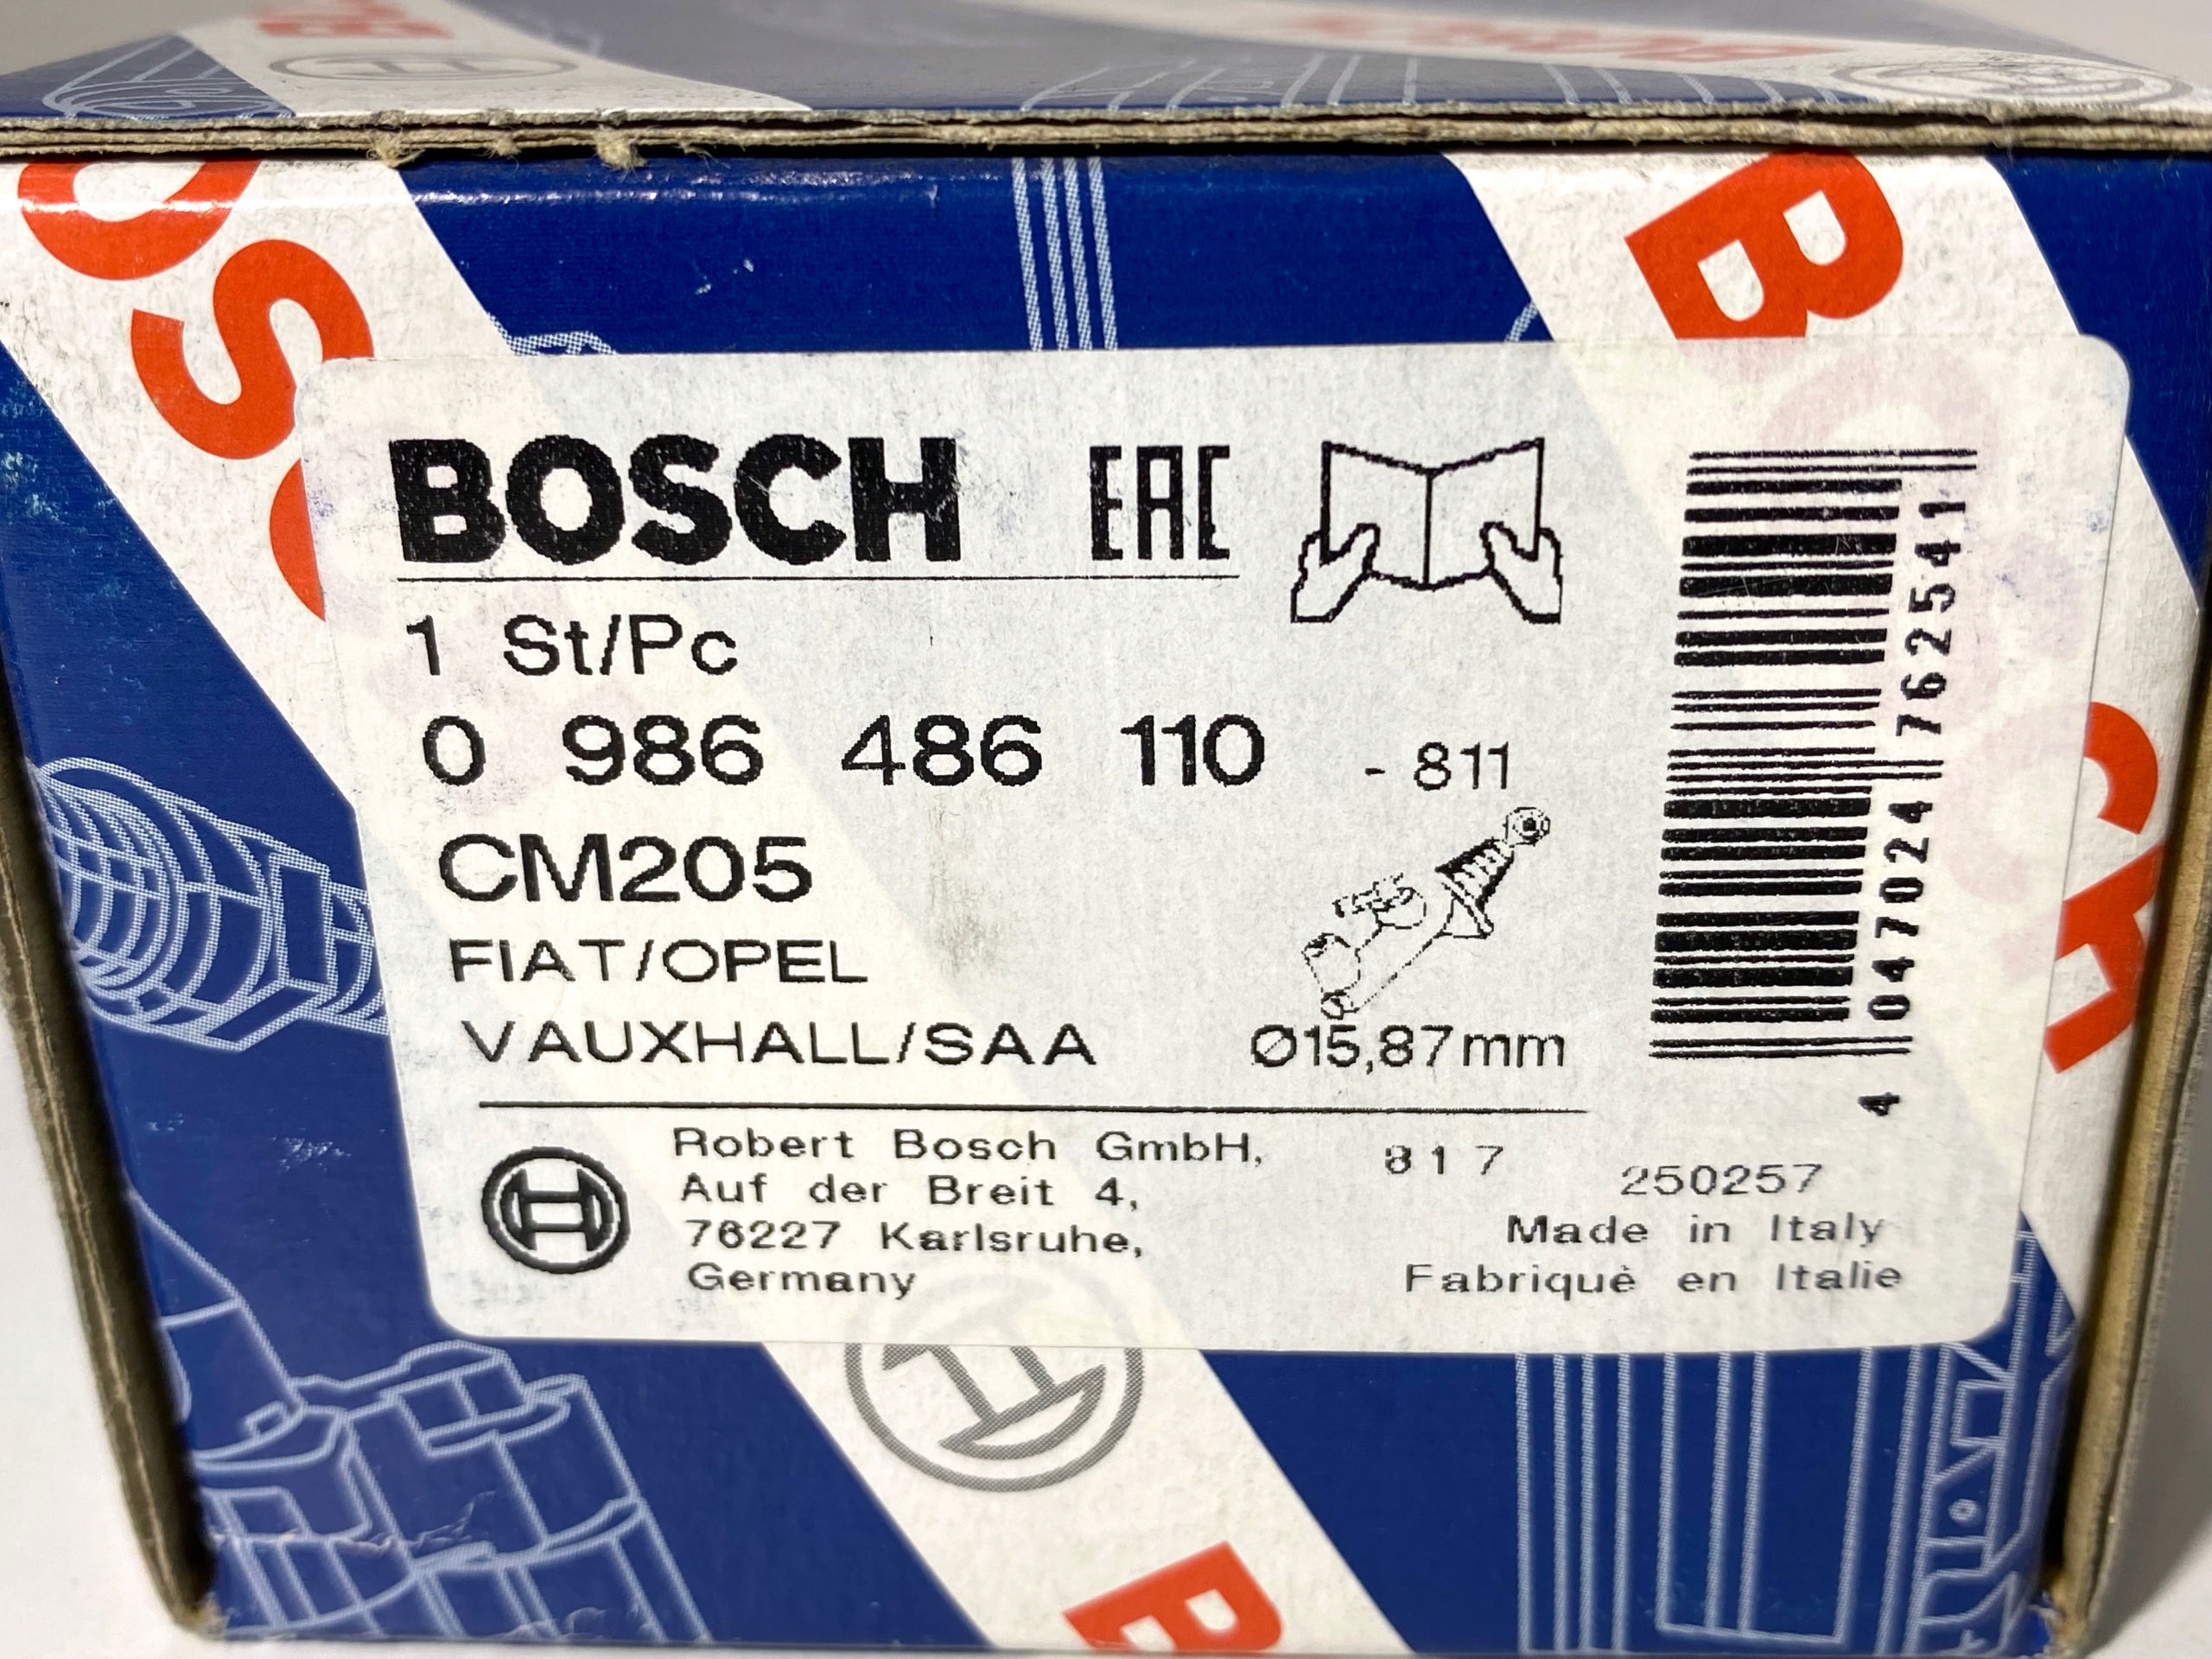 BOSCH EAC
1 St/Pc
0 986 486 110 - 811
CM205
FIAT/OPEL
VAUXHALL/SAA
Ø15,87mm
Robert Bosch GmbH,
Auf der Breit 4,
76227 Karlsruhe,
Germany
817
250257
Made in Italy
Fabriquè en Italie
4 047024 762541